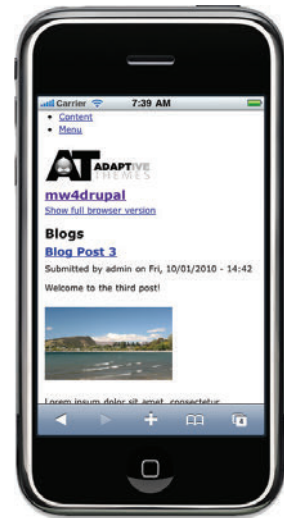 Carrier 7:39 AM
Content
Menu
AT ADAPTIVE
THEMES
mw4drupal
Show full browser version
Blogs
Blog Post 3
Submitted by admin on Fri, 10/01/2010 - 14:42
Welcome to the third post!
Lorem ipsum dolor sit amet, consectetur
4